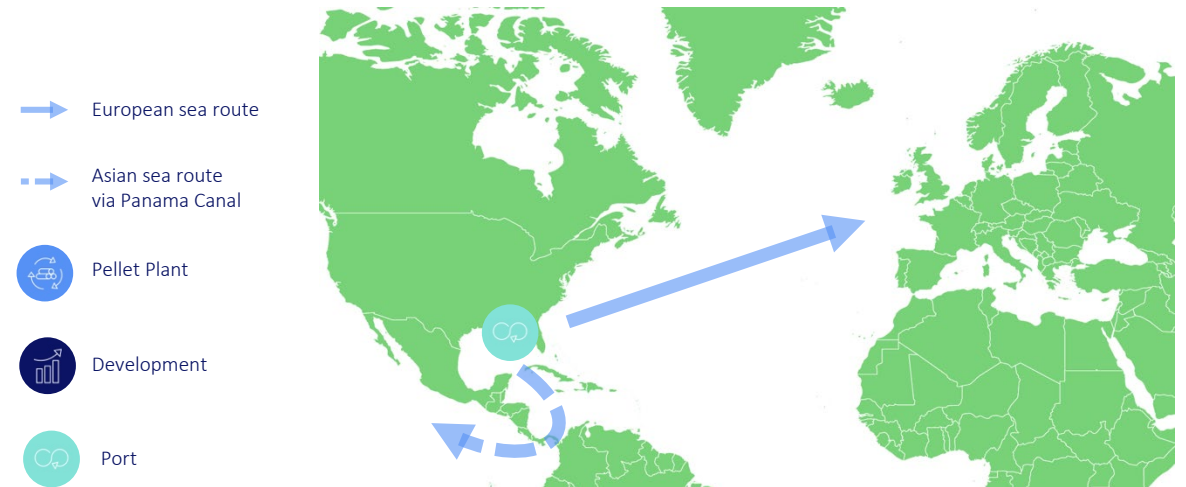 European sea route
Asian sea route
via Panama Canal
Pellet Plant
Development
Port